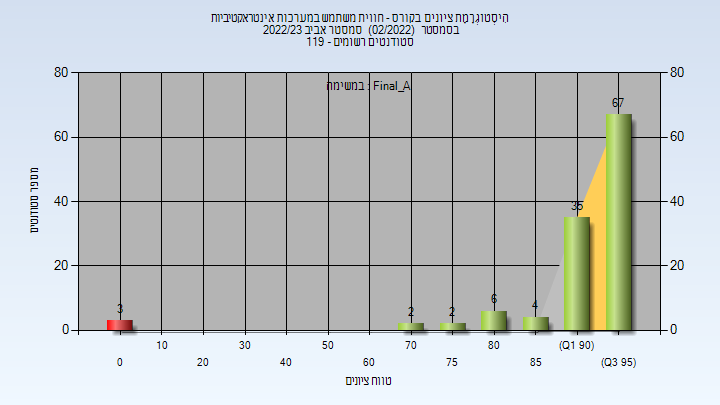 היסטוגרמת ציונים בקורס - חווית משתמש במערכות אינטראקטיביות
בסמסטר (02/2022) סמסטר אביב 2022/23
סטודנטים רשומים - 119
במשימה : Final_A
80 80
60 60
40 40
20 20
0 0
3 2 2 6 4 35 67
10 30 50 70 80 (Q1 90)
0 20 40 60 75 85 (Q3 95)
מספר סטודנטים
טווח ציונים